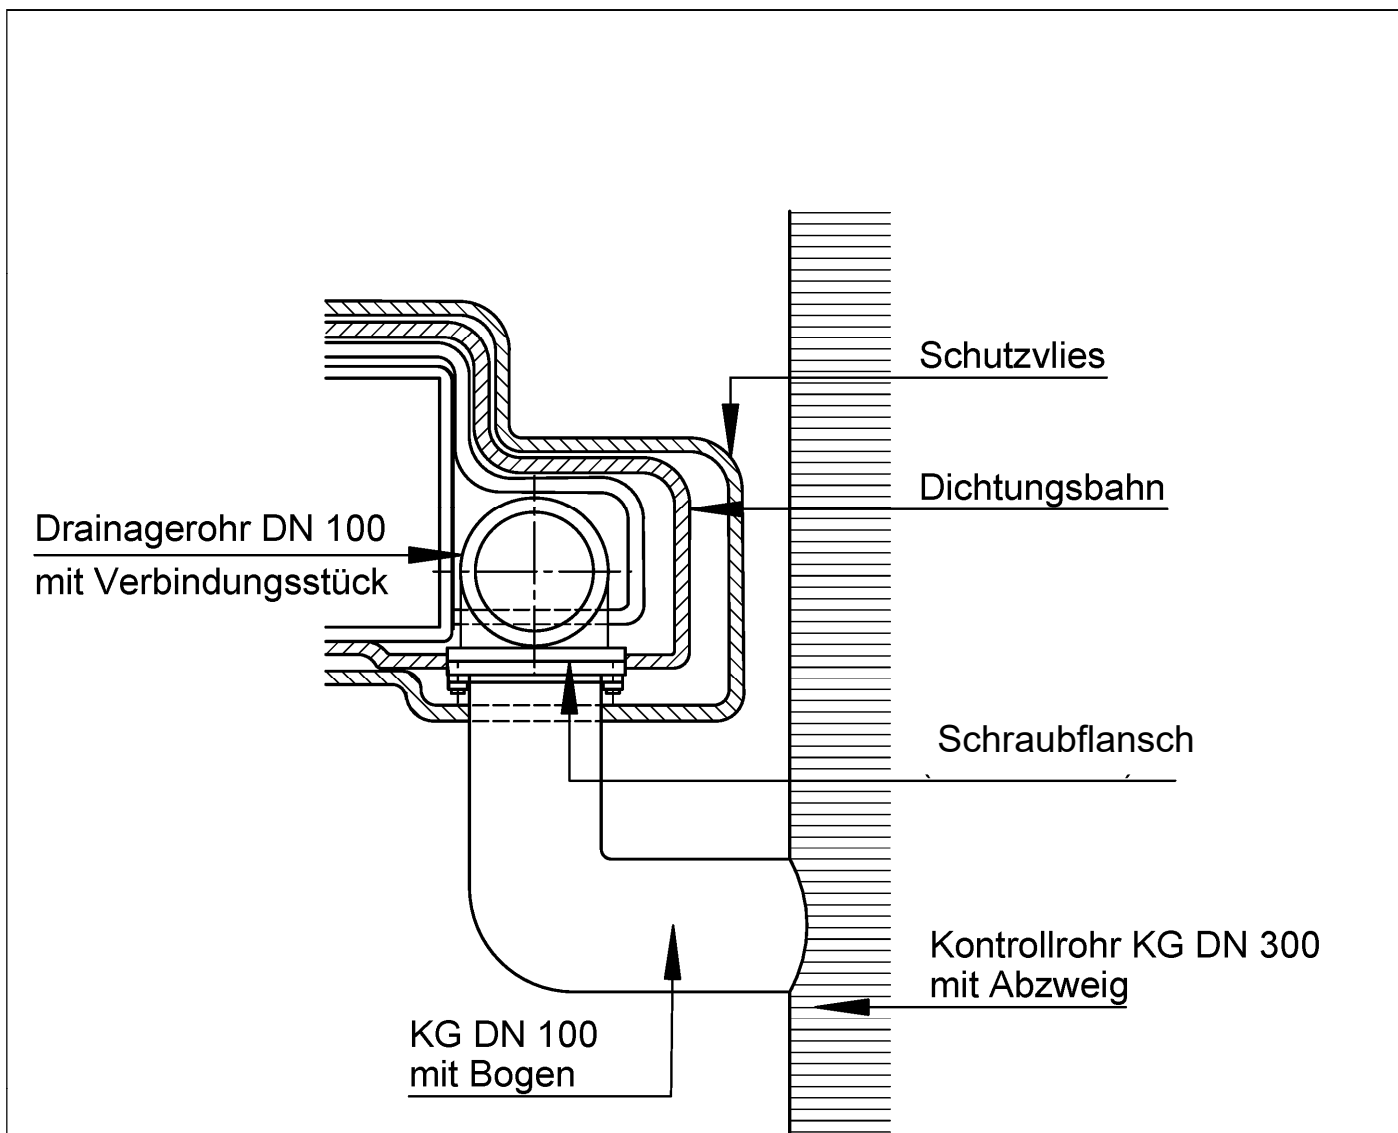 Schutzvlies
Dichtungsbahn
Drainagerohr DN 100
mit Verbindungsstück
Schraubflansch
Kontrollrohr KG DN 300
mit Abzweig
KG DN 100
mit Bogen